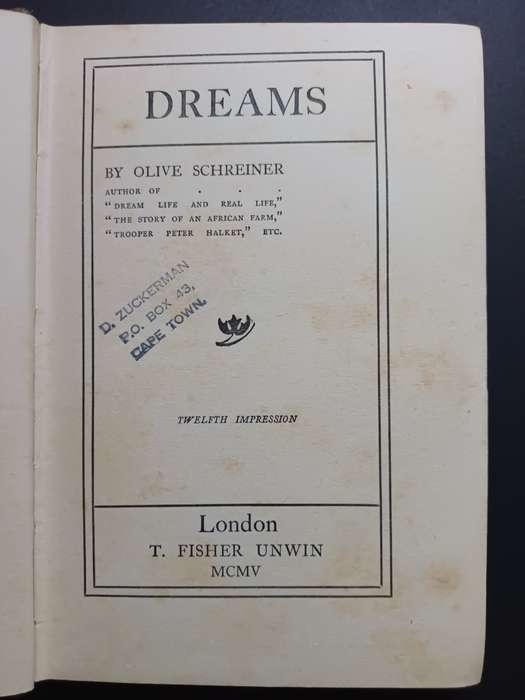 DREAMS
BY OLIVE SCHREINER
AUTHOR OF . . .
"DREAM LIFE AND REAL LIFE,"
"THE STORY OF AN AFRICAN FARM,"
"TROOPER PETER HALKET," ETC.
D. ZUCKERMAN
P.O. BOX 43,
CAPE TOWN.
TWELFTH IMPRESSION
London
T. FISHER UNWIN
MCMV